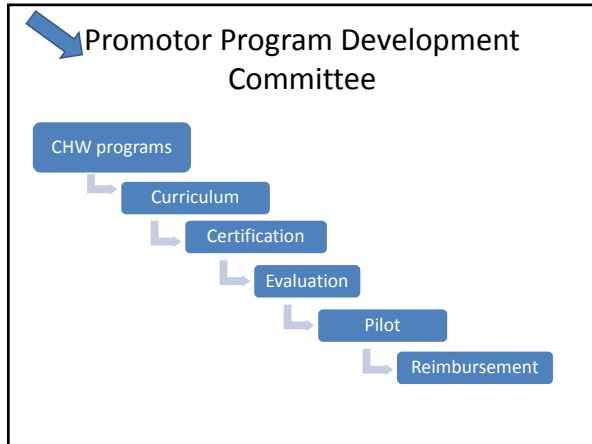 Promotor Program Development
Committee
CHW programs
Curriculum
Certification
Evaluation
Pilot
Reimbursement